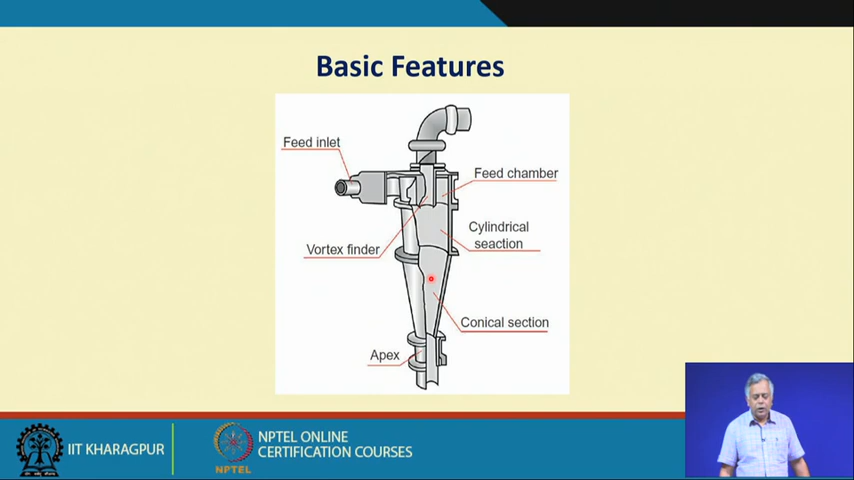 Basic Features
Feed inlet
Feed chamber
Cylindrical
seaction
Vortex finder
Conical section
Apex
IIT KHARAGPUR
NPTEL
NPTEL ONLINE
CERTIFICATION COURSES